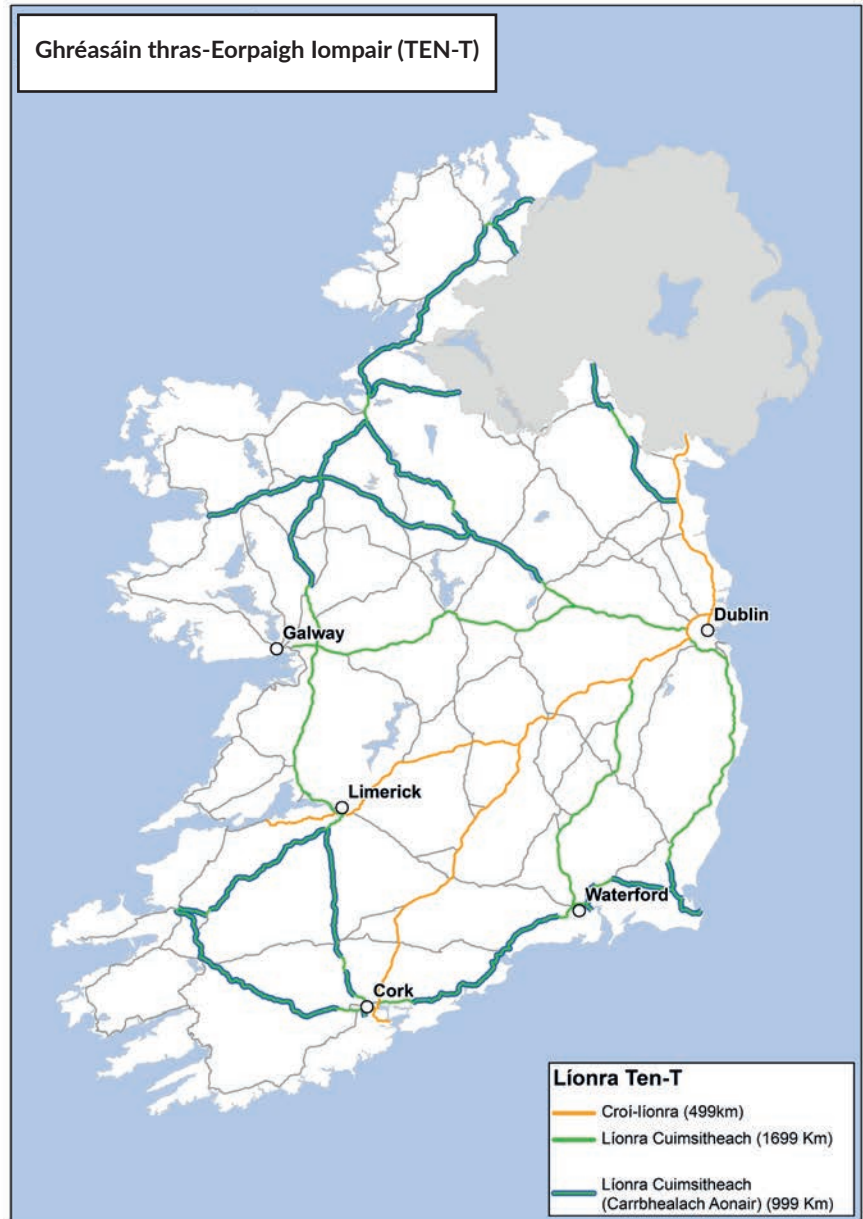 Ghréasáin thras-Eorpaigh Iompair (TEN-T)
Dublin
Galway
Limerick
Waterford
Cork
Líonra Ten-T
Croi-líonra (499km)
Líonra Cuimsitheach (1699 Km)
Líonra Cuimsitheach
(Carrbhealach Aonair) (999 Km)